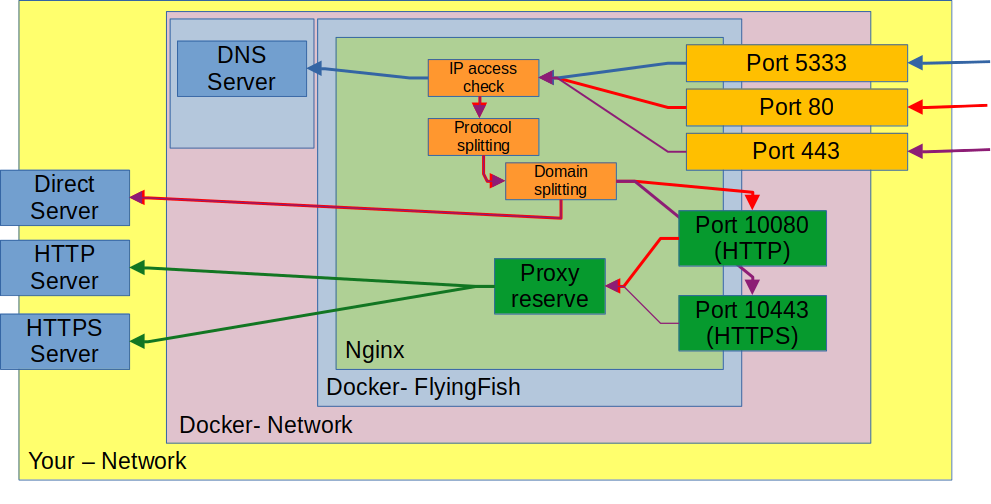 DNS
Server
IP access
check
Port 5333
Port 80
Port 443
Protocol
splitting
Domain
splitting
Direct
Server
Port 10080
(HTTP)
HTTP
Server
Proxy
reserve
Port 10443
(HTTPS)
HTTPS
Server
Nginx
Docker- FlyingFish
Docker- Network
Your – Network